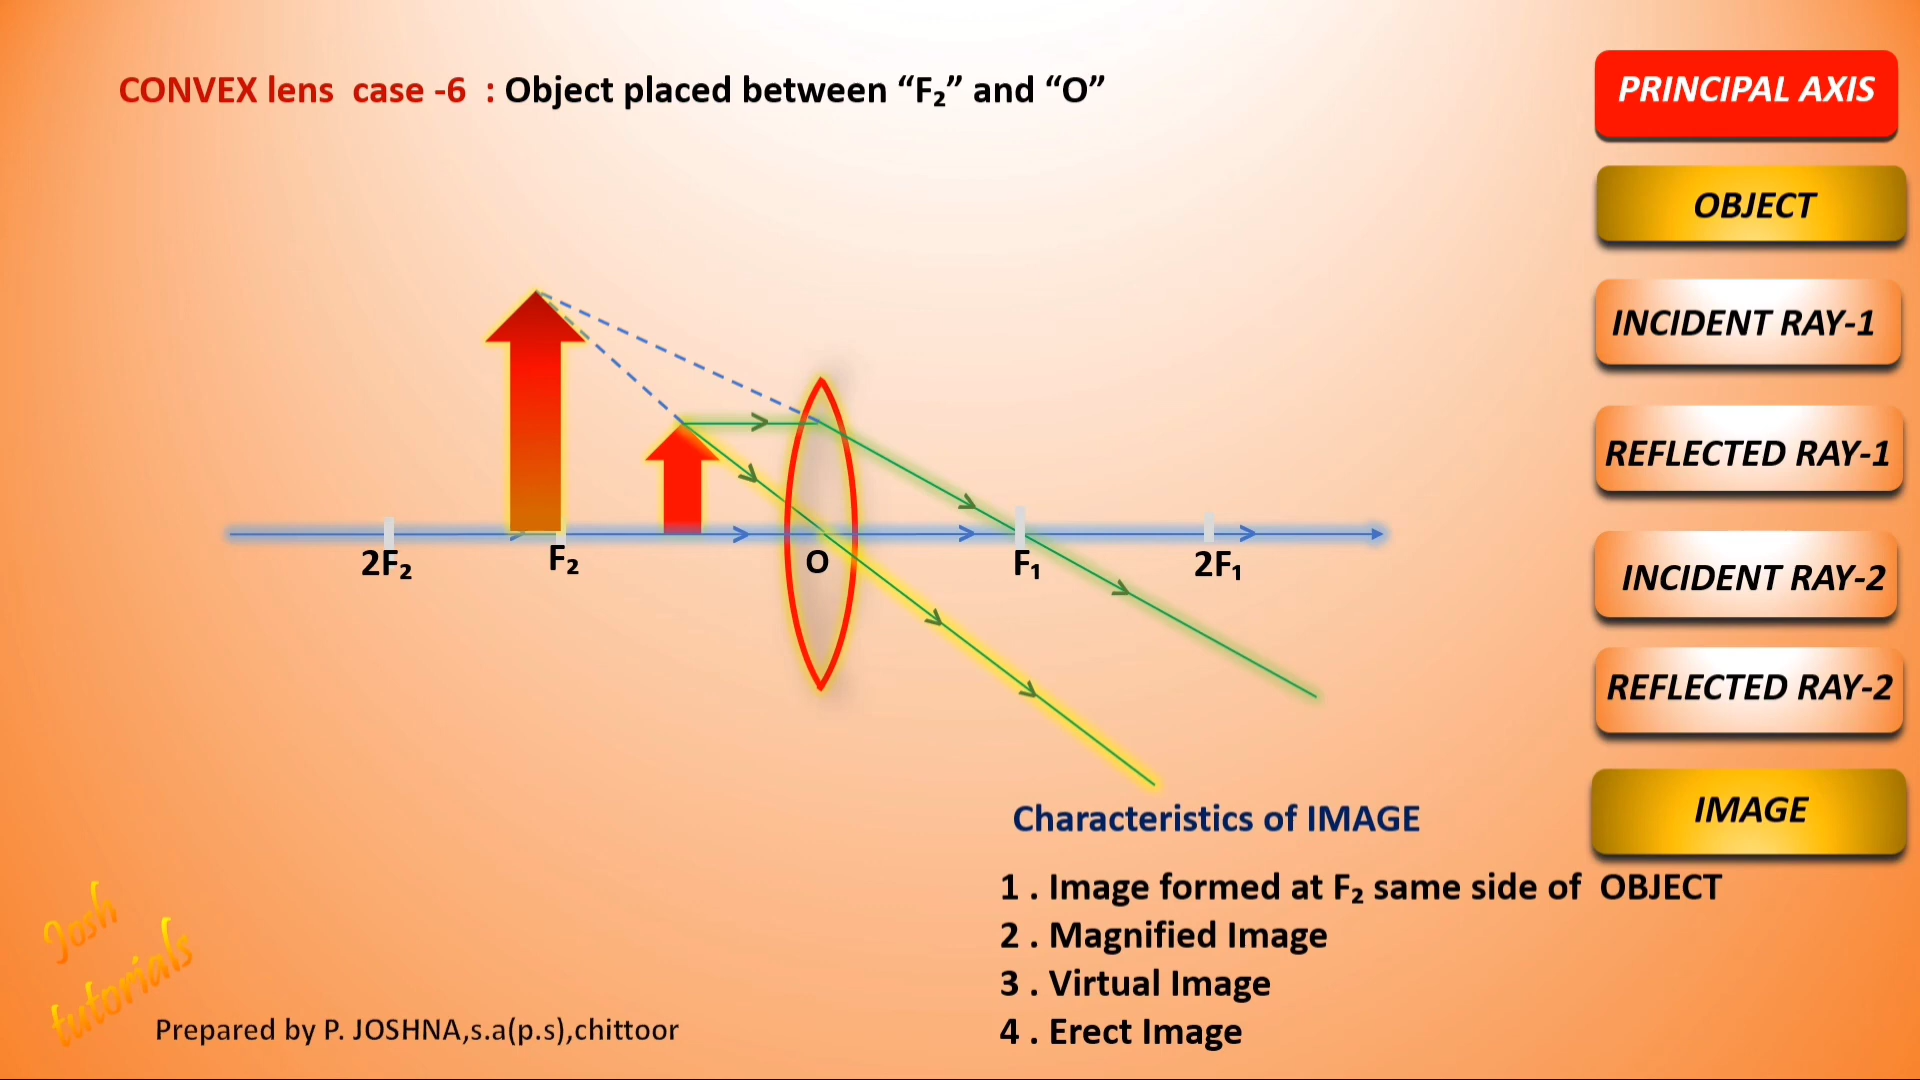 CONVEX lens case -6 : Object placed between “F₂” and “O”
PRINCIPAL AXIS
OBJECT
INCIDENT RAY-1
REFLECTED RAY-1
INCIDENT RAY-2
REFLECTED RAY-2
IMAGE
2F₂
F₂
O
F₁
2F₁
Characteristics of IMAGE
1 . Image formed at F₂ same side of OBJECT
2 . Magnified Image
3 . Virtual Image
4 . Erect Image
Josh
tutorials
Prepared by P. JOSHNA,s.a(p.s),chittoor